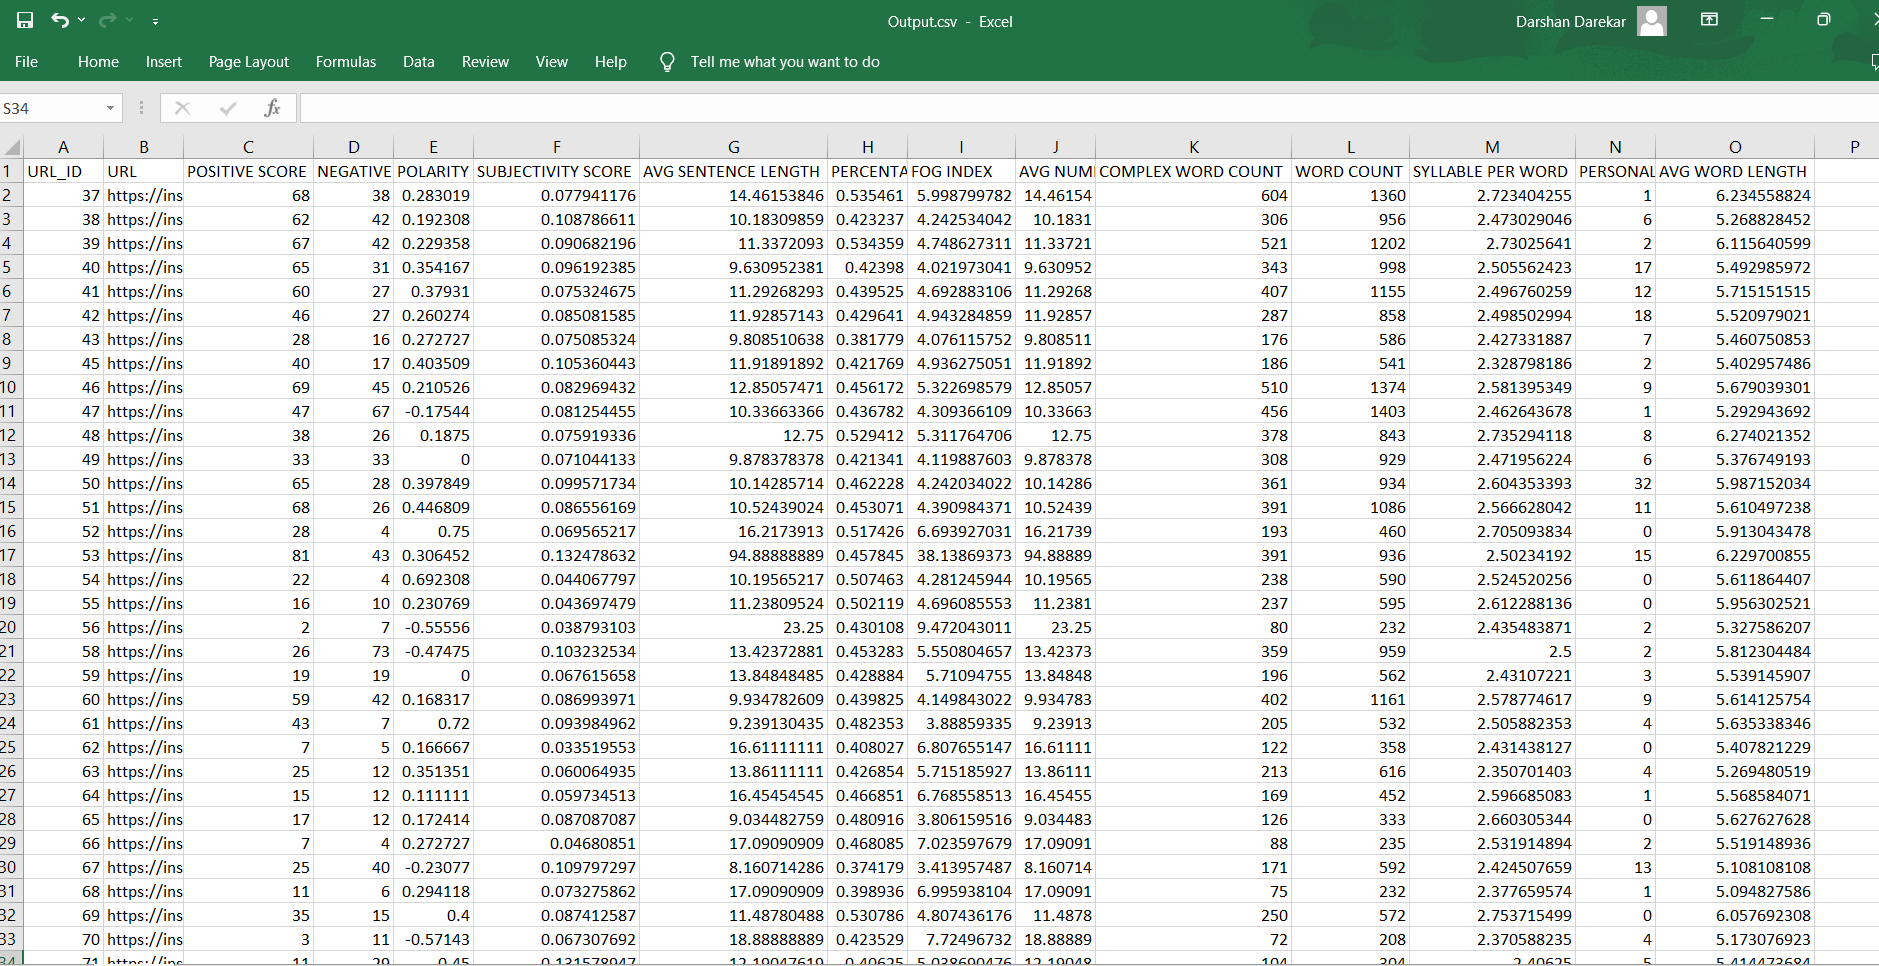 Output.csv - Excel
Darshan Darekar
File Home Insert Page Layout Formulas Data Review View Help Tell me what you want to do
S34 fx
A B C D E F G H I J K L M N O P
1 URL_ID URL POSITIVE SCORE NEGATIVE POLARITY SUBJECTIVITY SCORE AVG SENTENCE LENGTH PERCENTA FOG INDEX AVG NUM COMPLEX WORD COUNT WORD COUNT SYLLABLE PER WORD PERSONAL AVG WORD LENGTH
2 37 https://ins 68 38 0.283019 0.077941176 14.46153846 0.535461 5.998799782 14.46154 604 1360 2.723404255 1 6.234558824
3 38 https://ins 62 42 0.192308 0.108786611 10.18309859 0.423237 4.242534042 10.1831 306 956 2.473029046 6 5.268828452
4 39 https://ins 67 42 0.229358 0.090682196 11.3372093 0.534359 4.748627311 11.33721 521 1202 2.73025641 2 6.115640599
5 40 https://ins 65 31 0.354167 0.096192385 9.630952381 0.42398 4.021973041 9.630952 343 998 2.505562423 17 5.492985972
6 41 https://ins 60 27 0.37931 0.075324675 11.29268293 0.439525 4.692883106 11.29268 407 1155 2.496760259 12 5.715151515
7 42 https://ins 46 27 0.260274 0.085081585 11.92857143 0.429641 4.943284859 11.92857 287 858 2.498502994 18 5.520979021
8 43 https://ins 28 16 0.272727 0.075085324 9.808510638 0.381779 4.076115752 9.808511 176 586 2.427331887 7 5.460750853
9 45 https://ins 40 17 0.403509 0.105360443 11.91891892 0.421769 4.936275051 11.91892 186 541 2.328798186 2 5.402957486
10 46 https://ins 69 45 0.210526 0.082969432 12.85057471 0.456172 5.322698579 12.85057 510 1374 2.581395349 9 5.679039301
11 47 https://ins 47 67 -0.17544 0.081254455 10.33663366 0.436782 4.309366109 10.33663 456 1403 2.462643678 1 5.292943692
12 48 https://ins 38 26 0.1875 0.075919336 12.75 0.529412 5.311764706 12.75 378 843 2.735294118 8 6.274021352
13 49 https://ins 33 33 0 0.071044133 9.878378378 0.421341 4.119887603 9.878378 308 929 2.471956224 6 5.376749193
14 50 https://ins 65 28 0.397849 0.099571734 10.14285714 0.462228 4.242034022 10.14286 361 934 2.604353393 32 5.987152034
15 51 https://ins 68 26 0.446809 0.086556169 10.52439024 0.453071 4.390984371 10.52439 391 1086 2.566628042 11 5.610497238
16 52 https://ins 28 4 0.75 0.069565217 16.2173913 0.517426 6.693927031 16.21739 193 460 2.705093834 0 5.913043478
17 53 https://ins 81 43 0.306452 0.132478632 94.88888889 0.457845 38.13869373 94.88889 391 936 2.50234192 15 6.229700855
18 54 https://ins 22 4 0.692308 0.044067797 10.19565217 0.507463 4.281245944 10.19565 238 590 2.524520256 0 5.611864407
19 55 https://ins 16 10 0.230769 0.043697479 11.23809524 0.502119 4.696085553 11.2381 237 595 2.612288136 0 5.956302521
20 56 https://ins 2 7 -0.55556 0.038793103 23.25 0.430108 9.472043011 23.25 80 232 2.435483871 2 5.327586207
21 58 https://ins 26 73 -0.47475 0.103232534 13.42372881 0.453283 5.550804657 13.42373 359 959 2.5 2 5.812304484
22 59 https://ins 19 19 0 0.067615658 13.84848485 0.428884 5.71094755 13.84848 196 562 2.43107221 3 5.539145907
23 60 https://ins 59 42 0.168317 0.086993971 9.934782609 0.439825 4.149843022 9.934783 402 1161 2.578774617 9 5.614125754
24 61 https://ins 43 7 0.72 0.093984962 9.239130435 0.482353 3.88859335 9.23913 205 532 2.505882353 4 5.635338346
25 62 https://ins 7 5 0.166667 0.033519553 16.61111111 0.408027 6.807655147 16.61111 122 358 2.431438127 0 5.407821229
26 63 https://ins 25 12 0.351351 0.060064935 13.86111111 0.426854 5.715185927 13.86111 213 616 2.350701403 4 5.269480519
27 64 https://ins 15 12 0.111111 0.059734513 16.45454545 0.466851 6.768558513 16.45455 169 452 2.596685083 1 5.568584071
28 65 https://ins 17 12 0.172414 0.087087087 9.034482759 0.480916 3.806159516 9.034483 126 333 2.660305344 0 5.627627628
29 66 https://ins 7 4 0.272727 0.04680851 17.09090909 0.468085 7.023597679 17.09091 88 235 2.531914894 2 5.519148936
30 67 https://ins 25 40 -0.23077 0.109797297 8.160714286 0.374179 3.413957487 8.160714 171 592 2.424507659 13 5.108108108
31 68 https://ins 11 6 0.294118 0.073275862 17.09090909 0.398936 6.995938104 17.09091 75 232 2.377659574 1 5.094827586
32 69 https://ins 35 15 0.4 0.087412587 11.48780488 0.530786 4.807436176 11.4878 250 572 2.753715499 0 6.057692308
33 70 https://ins 3 11 -0.57143 0.067307692 18.88888889 0.423529 7.72496732 18.88889 72 208 2.370588235 4 5.173076923
34 71 https://ins 11 29 -0.45 0.131578947 12.19047619 0.40625 5.038690476 12.19048 104 304 2.40625 5 5.414473684